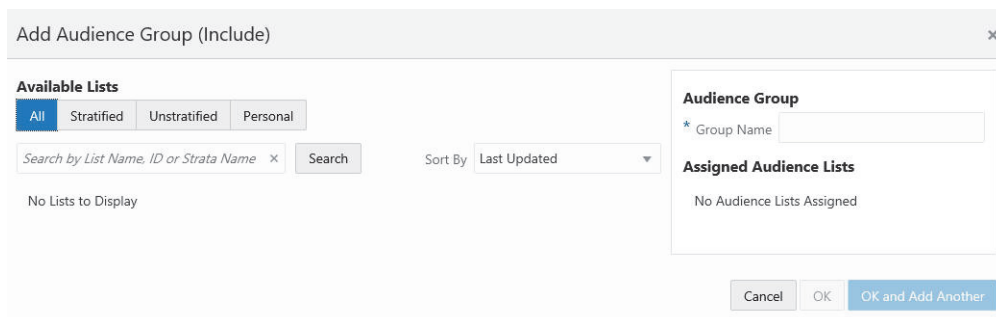 Add Audience Group (Include)
Available Lists
All Stratified Unstratified Personal
Search by List Name, ID or Strata Name × Search Sort By Last Updated
No Lists to Display
Audience Group
* Group Name
Assigned Audience Lists
No Audience Lists Assigned
Cancel OK OK and Add Another